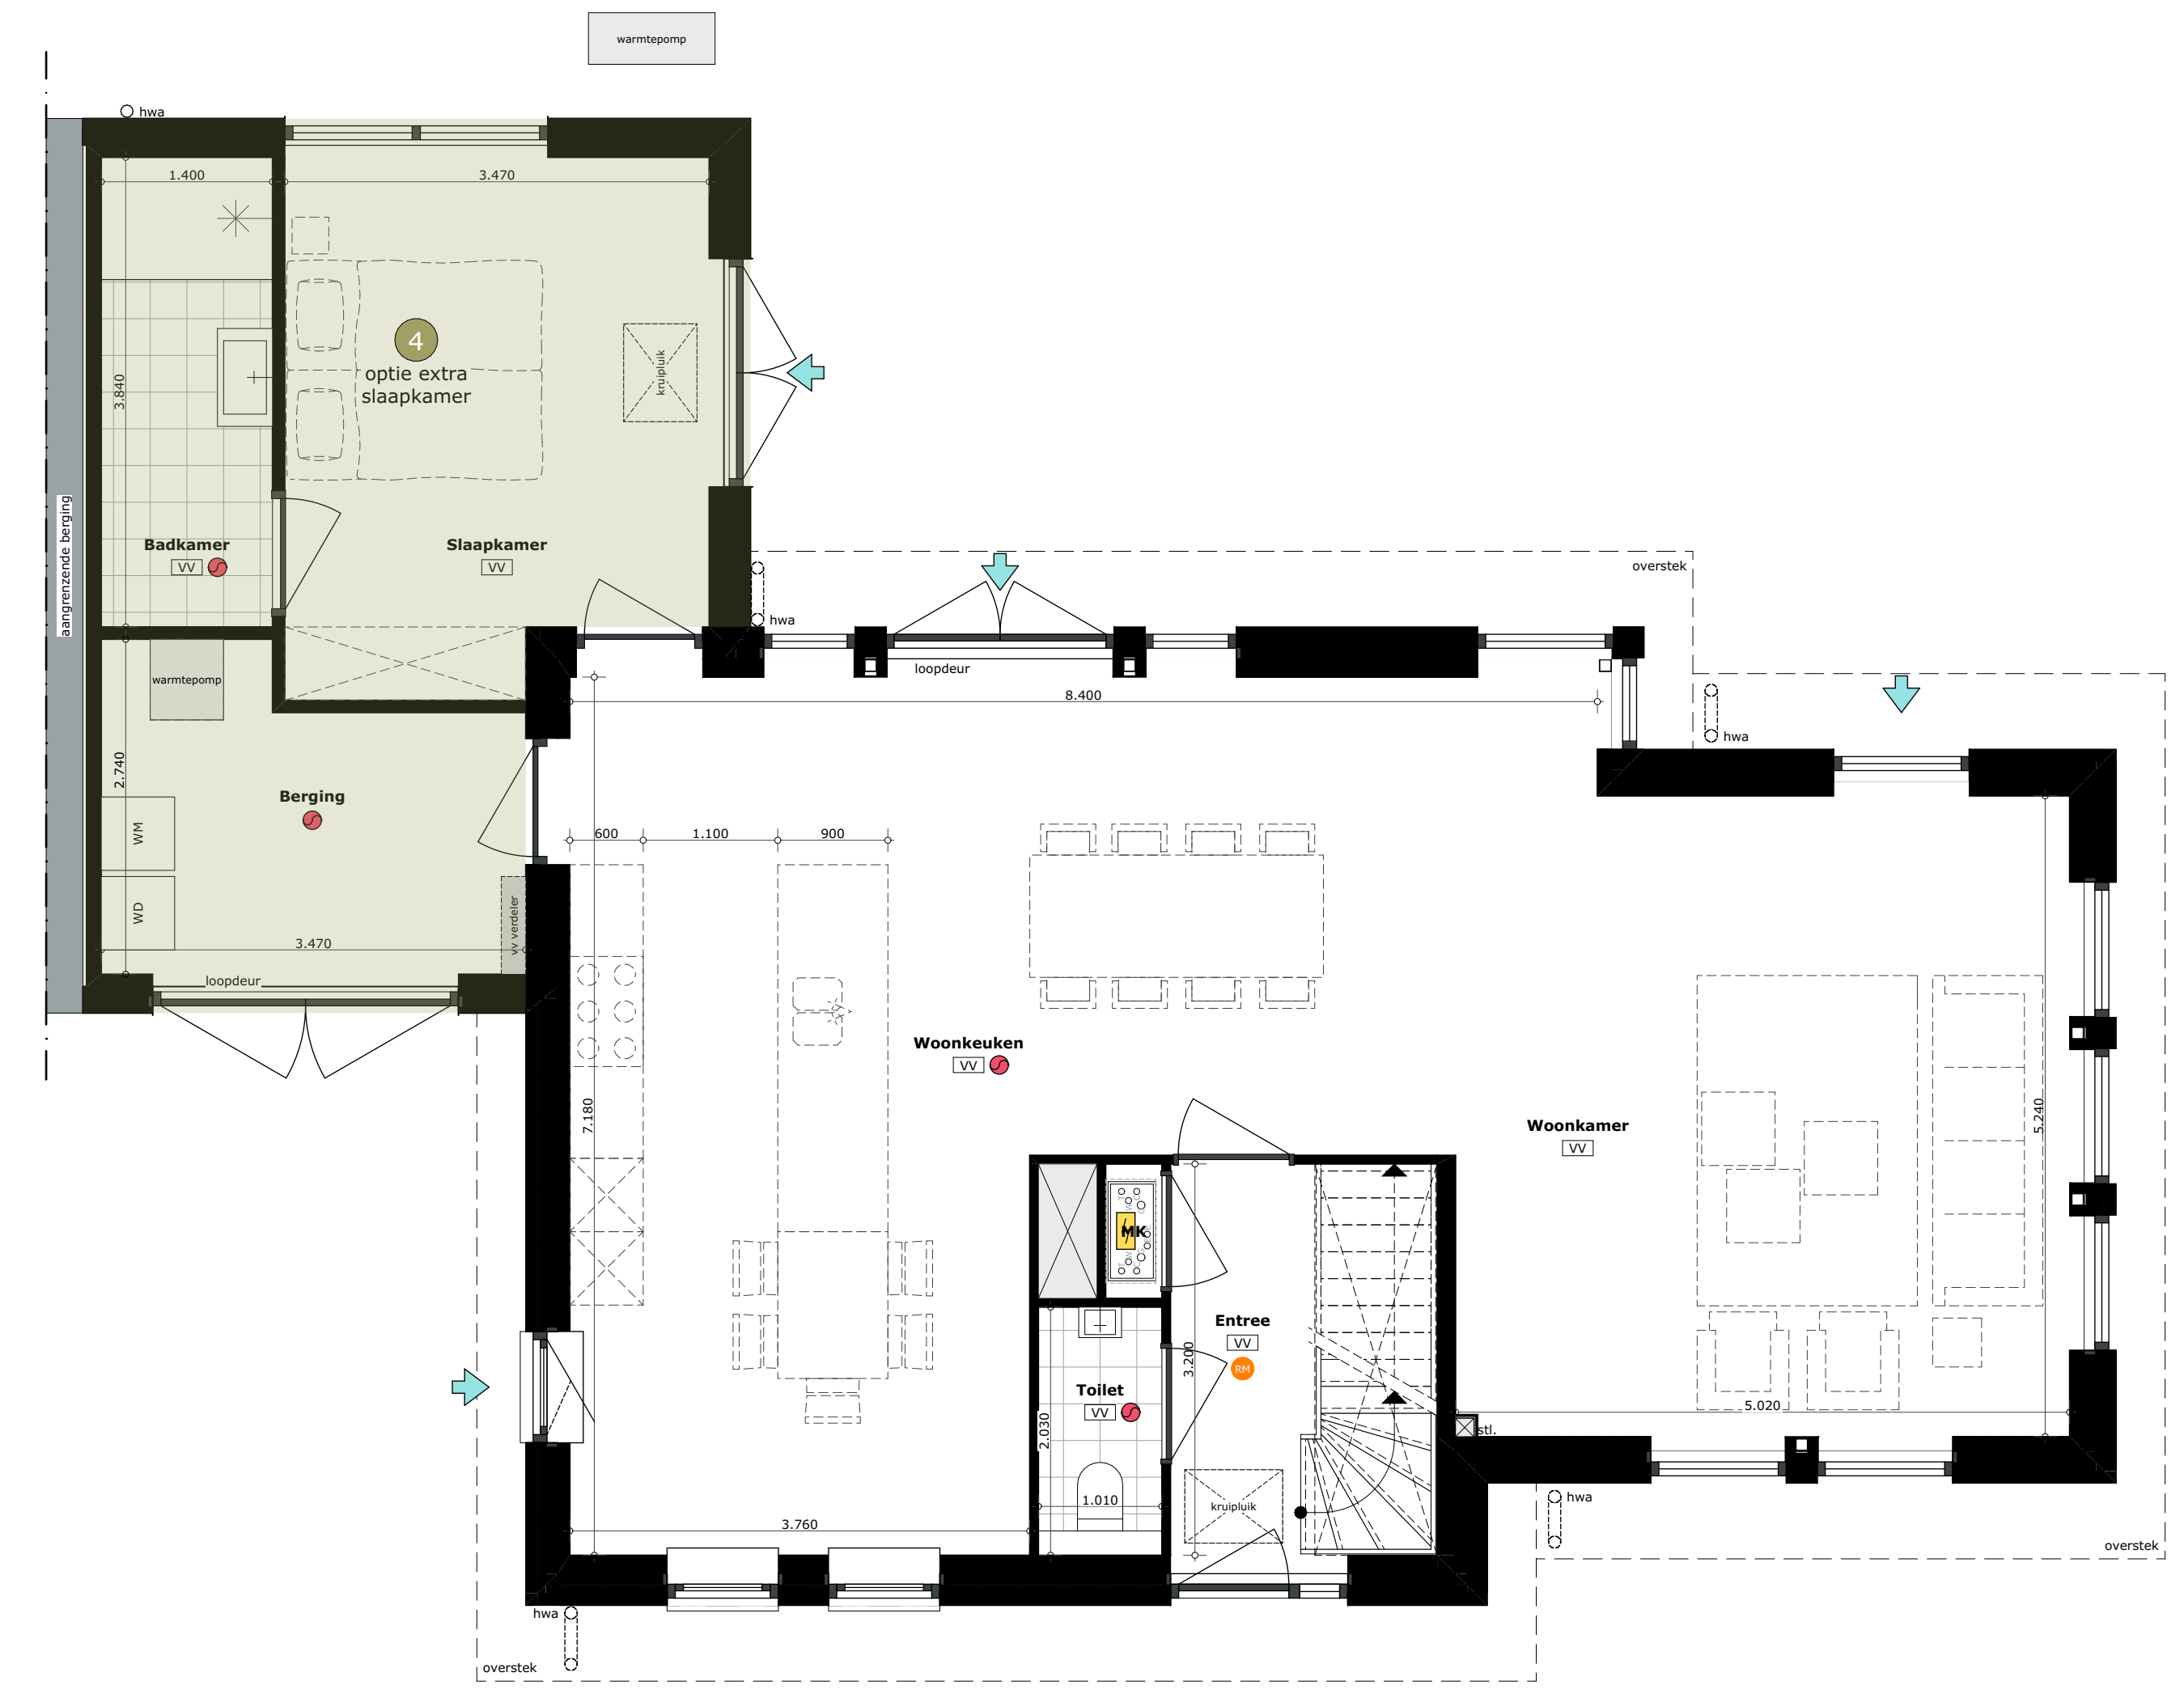 warmtepomp
hwa
1.400
3.470
4
optie extra
slaapkamer
kruipluik
3.840
aangrenzende berging
Badkamer
VV
Slaapkamer
VV
overstek
hwa
loopdeur
warmtepomp
8.400
hwa
2.740
Berging
WM
600
1.100
900
WD
vv verdeler
3.470
loopdeur
Woonkeuken
VV
7.180
5.240
Woonkamer
VV
MK
Entree
VV
RM
3.200
Toilet
VV
2.030
5.020
stl.
1.010
kruipluik
3.760
hwa
overstek
hwa
overstek